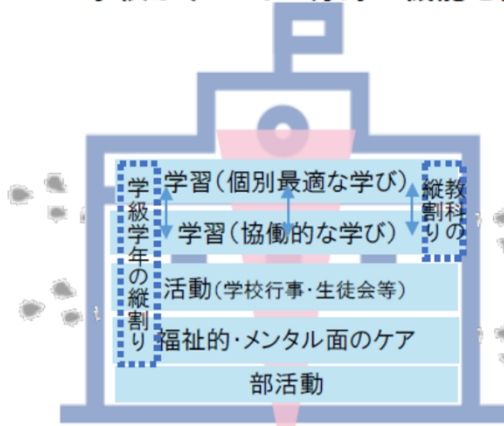 学習(個別最適な学び)
学習(協働的な学び)
活動(学校行事・生徒会等)
福祉的・メンタル面のケア
部活動
学級学年の縦割り
教科の
縦割り